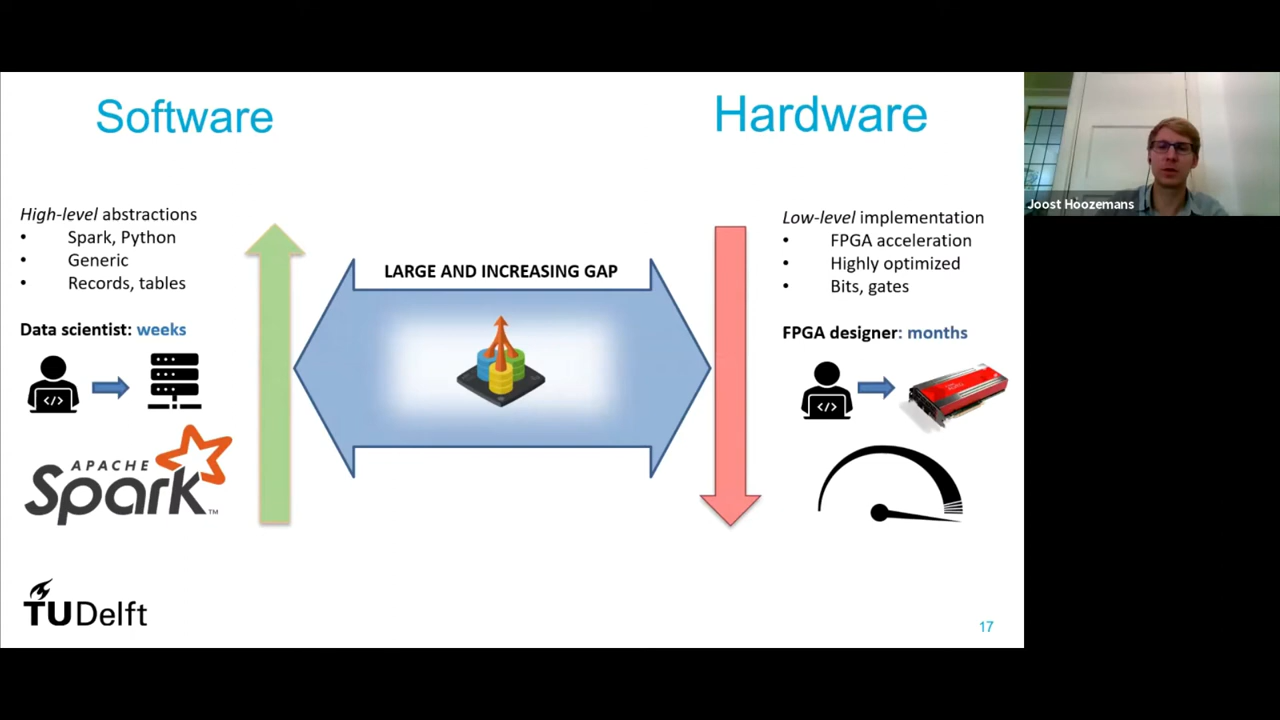 Software
Hardware
High-level abstractions
• Spark, Python
• Generic
• Records, tables
Data scientist: weeks
APACHE
Spark™
LARGE AND INCREASING GAP
Low-level implementation
• FPGA acceleration
• Highly optimized
• Bits, gates
FPGA designer: months
TUDelft
17
Joost Hoozemans